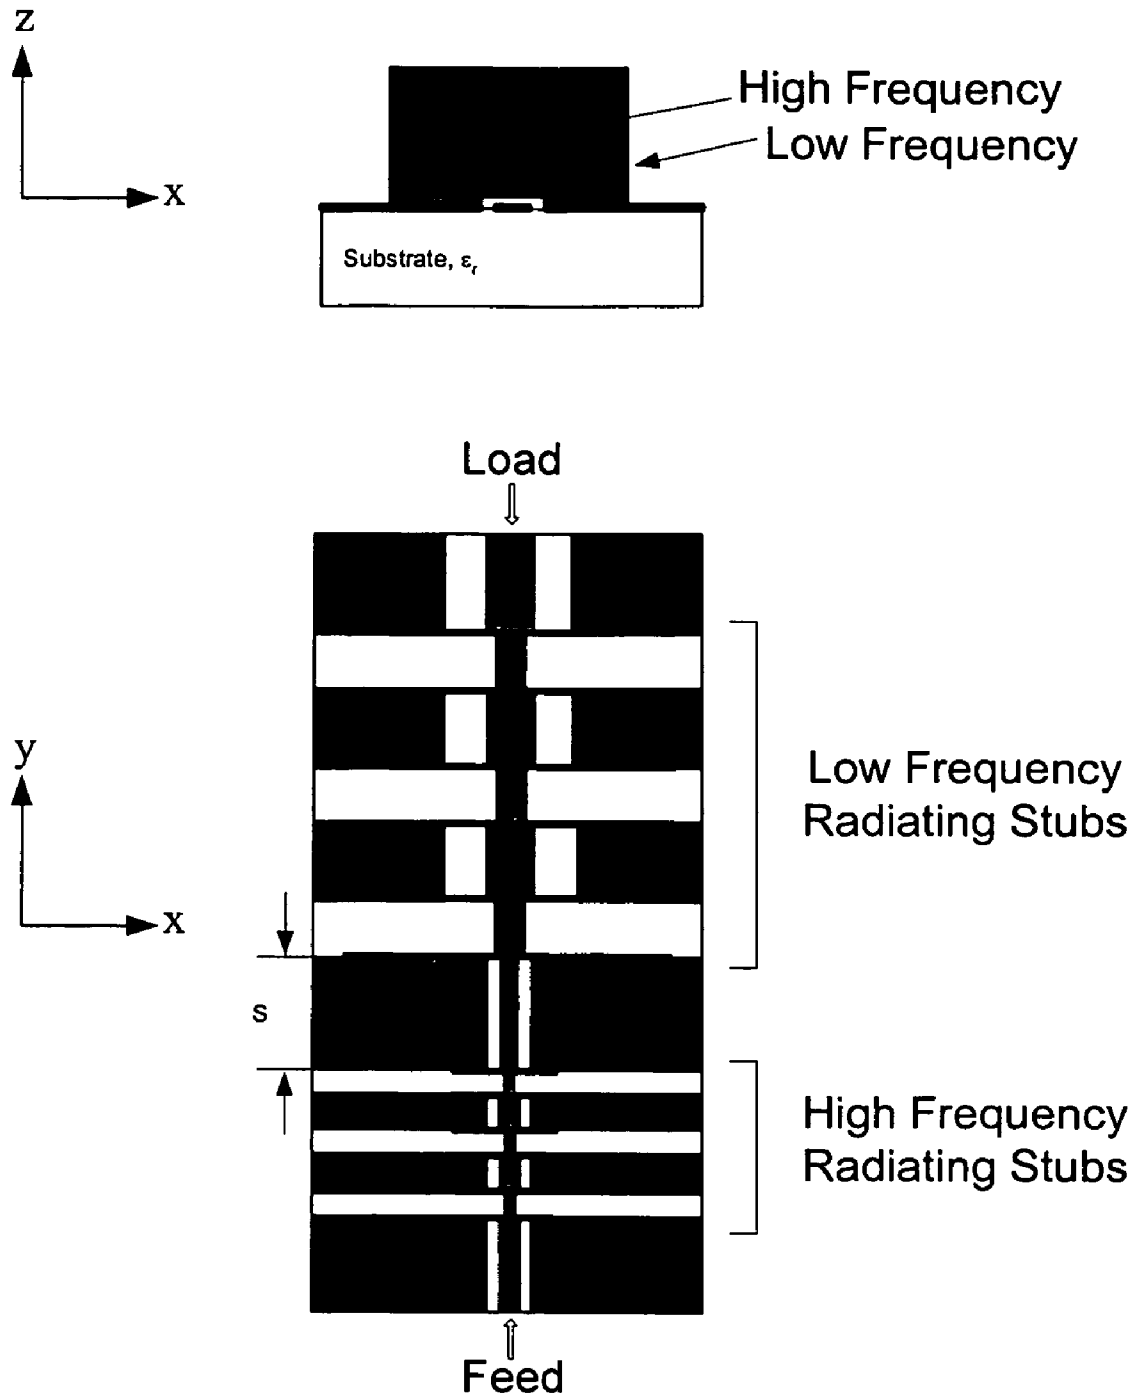 z
High Frequency
Low Frequency
x
Substrate, εr
Load
y
Low Frequency
Radiating Stubs
x
s
High Frequency
Radiating Stubs
Feed